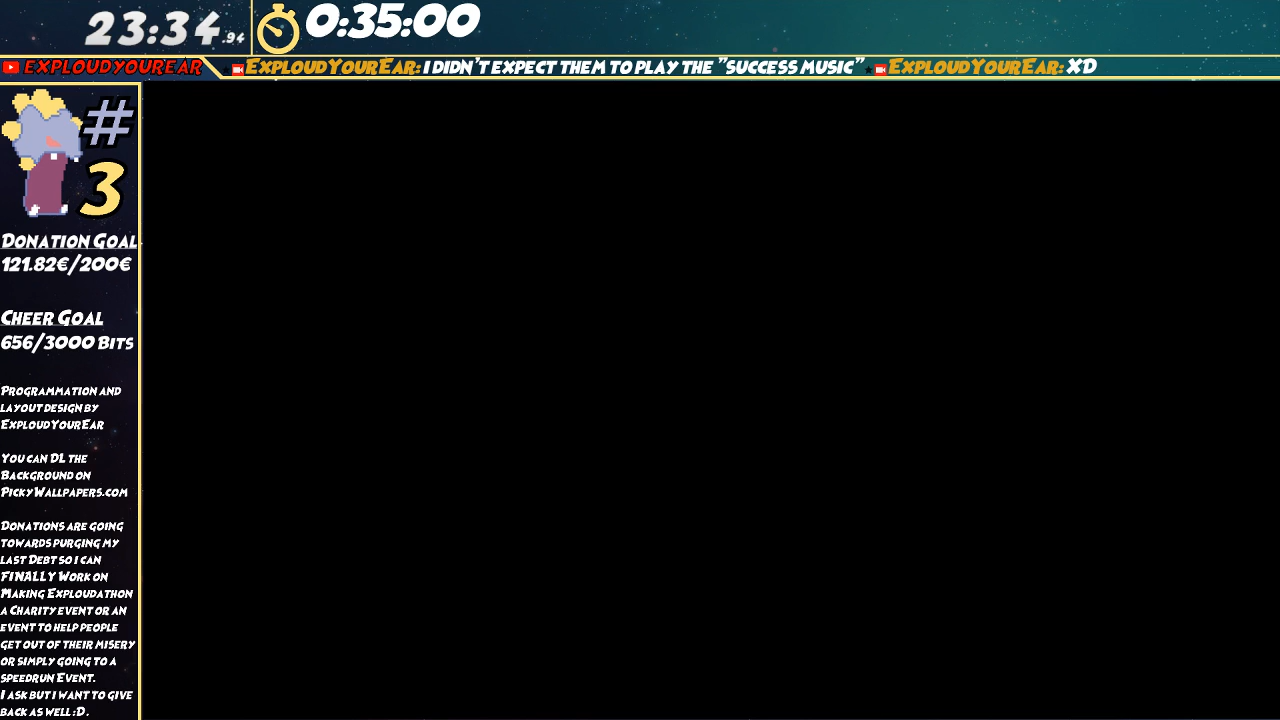 23:34.94
0:35:00
ExploudYourEar
ExploudYourEar: I didn't expect them to play the "success music" ExploudYourEar: XD
#
3
Donation Goal
121.82€/200€
Cheer Goal
656/3000 Bits
Programmation and
layout design by
ExploudYourEar
You can DL the
Background on
PickyWallpapers.com
Donations are going
towards purging my
last Debt so I can
FINALLY Work on
Making Exploudathon
a Charity event or an
event to help people
get out of their misery
or simply going to a
speedrun Event.
I ask but I want to give
back as well :D.